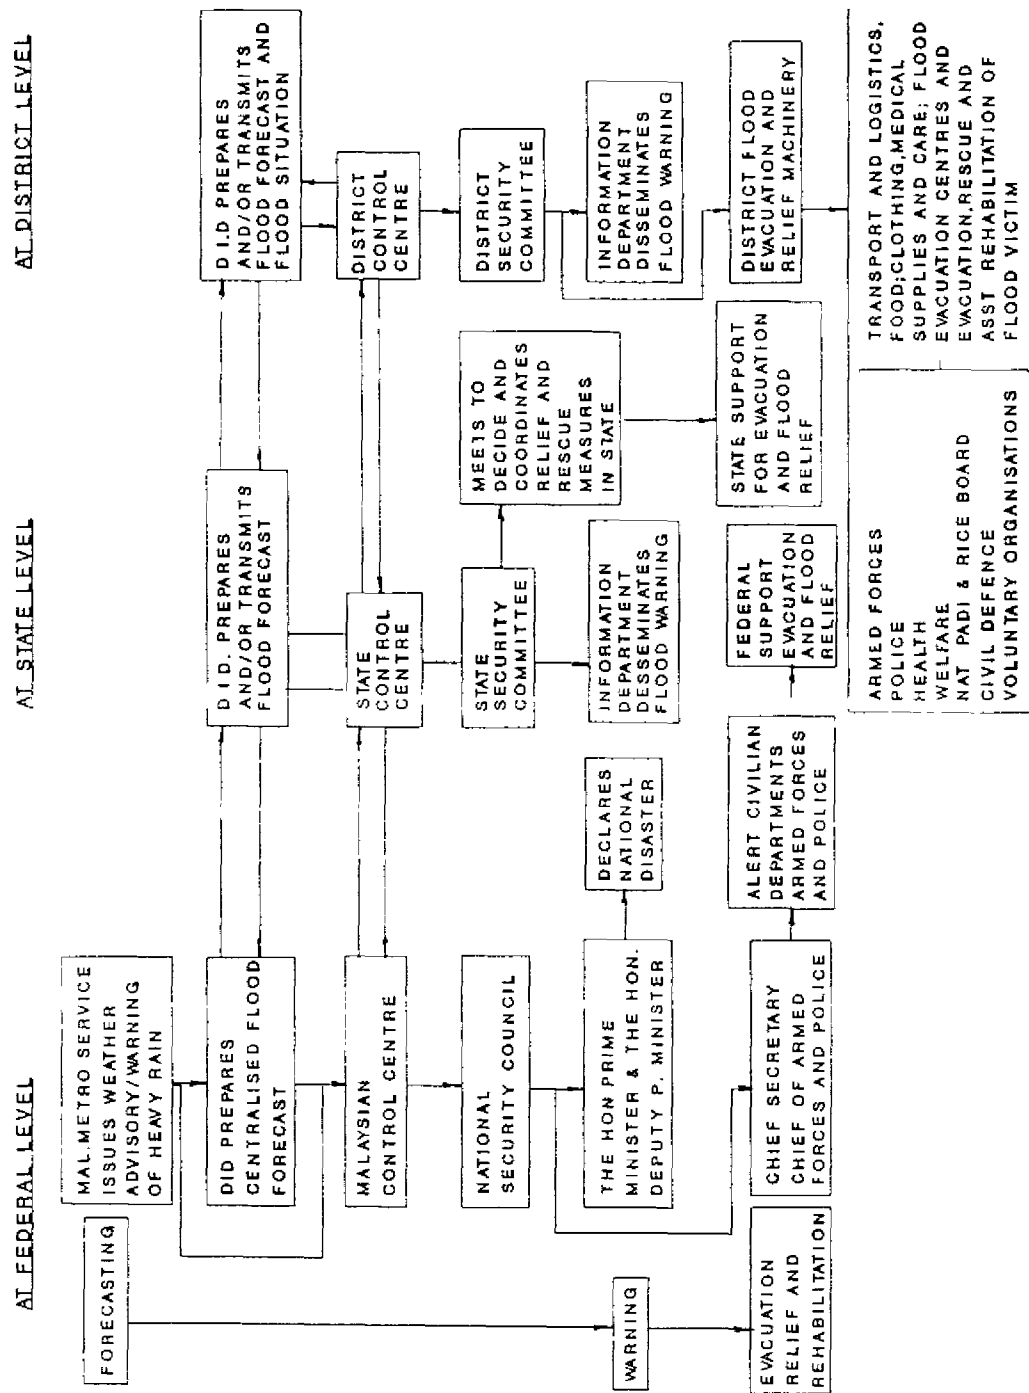 AT FEDERAL LEVEL
AT STATE LEVEL
AT DISTRICT LEVEL
FORECASTING
WARNING
EVACUATION
RELIEF AND
REHABILITATION
MAL.METRO SERVICE
ISSUES WEATHER
ADVISORY/WARNING
OF HEAVY RAIN
DID PREPARES
CENTRALISED FLOOD
FORECAST
MALAYSIAN
CONTROL CENTRE
NATIONAL
SECURITY COUNCIL
THE HON PRIME
MINISTER & THE HON.
DEPUTY P. MINISTER
DECLARES
NATIONAL
DISASTER
CHIEF SECRETARY
CHIEF OF ARMED
FORCES AND POLICE
ALERT CIVILIAN
DEPARTMENTS
ARMED FORCES
AND POLICE
FEDERAL
SUPPORT
EVACUATION
AND FLOOD
RELIEF
D.I.D. PREPARES
AND/OR TRANSMITS
FLOOD FORECAST
STATE
CONTROL
CENTRE
STATE
SECURITY
COMMITTEE
INFORMATION
DEPARTMENT
DESSEMINATES
FLOOD WARNING
MEETS TO
DECIDE AND
COORDINATES
RELIEF AND
RESCUE
MEASURES
IN STATE
STATE SUPPORT
FOR EVACUATION
AND FLOOD
RELIEF
D.I.D PREPARES
AND/OR TRANSMITS
FLOOD FORECAST AND
FLOOD SITUATION
DISTRICT
CONTROL
CENTRE
DISTRICT
SECURITY
COMMITTEE
INFORMATION
DEPARTMENT
DISSEMINATES
FLOOD WARNING
DISTRICT FLOOD
EVACUATION AND
RELIEF MACHINERY
ARMED FORCES
POLICE
HEALTH
WELFARE
NAT PADI & RICE BOARD
CIVIL DEFENCE
VOLUNTARY ORGANISATIONS
TRANSPORT AND LOGISTICS,
FOOD;CLOTHING,MEDICAL
SUPPLIES AND CARE; FLOOD
EVACUATION CENTRES AND
EVACUATION,RESCUE AND
ASST REHABILITATION OF
FLOOD VICTIM